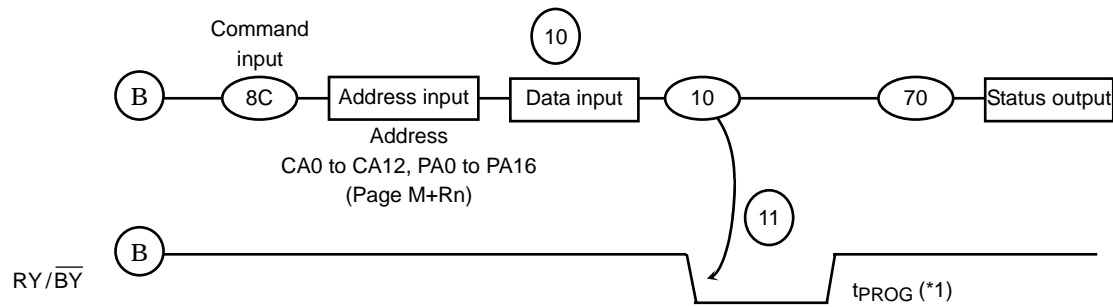 Command
input
10
B
8C
Address input
Data input
10
70
Status output
Address
CA0 to CA12, PA0 to PA16
(Page M+Rn)
11
B
RY/BY
tPROG (*1)